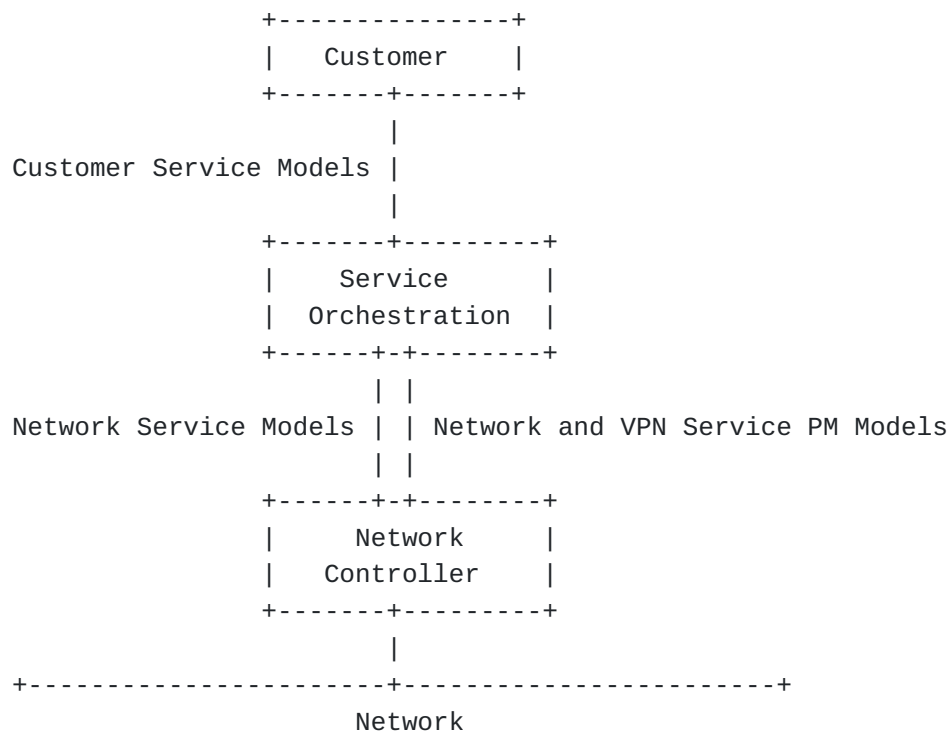 Customer
Customer Service Models
Service
Orchestration
Network Service Models
Network and VPN Service PM Models
Network
Controller
Network